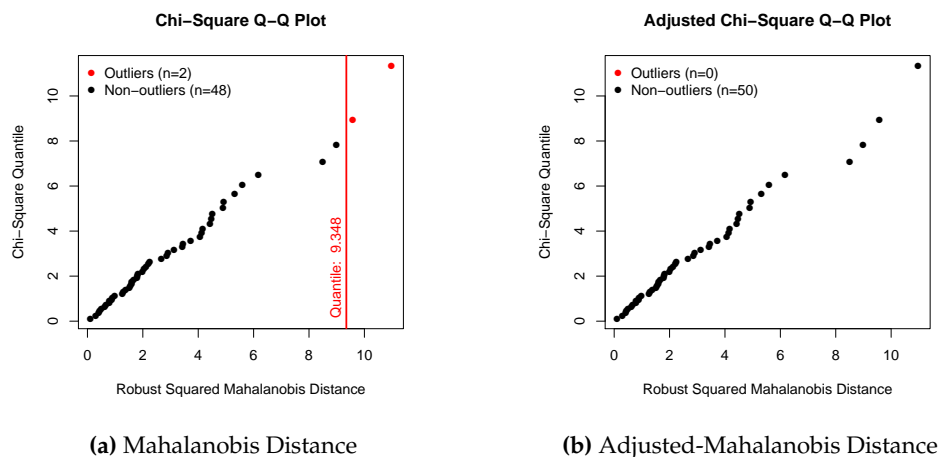 Chi−Square Q−Q Plot
Outliers (n=2)
Non−outliers (n=48)
Chi−Square Quantile
0 2 4 6 8 10
Quantile: 9.348
0 2 4 6 8 10
Robust Squared Mahalanobis Distance
(a) Mahalanobis Distance
Adjusted Chi−Square Q−Q Plot
Outliers (n=0)
Non−outliers (n=50)
Chi−Square Quantile
0 2 4 6 8 10
0 2 4 6 8 10
Robust Squared Mahalanobis Distance
(b) Adjusted-Mahalanobis Distance